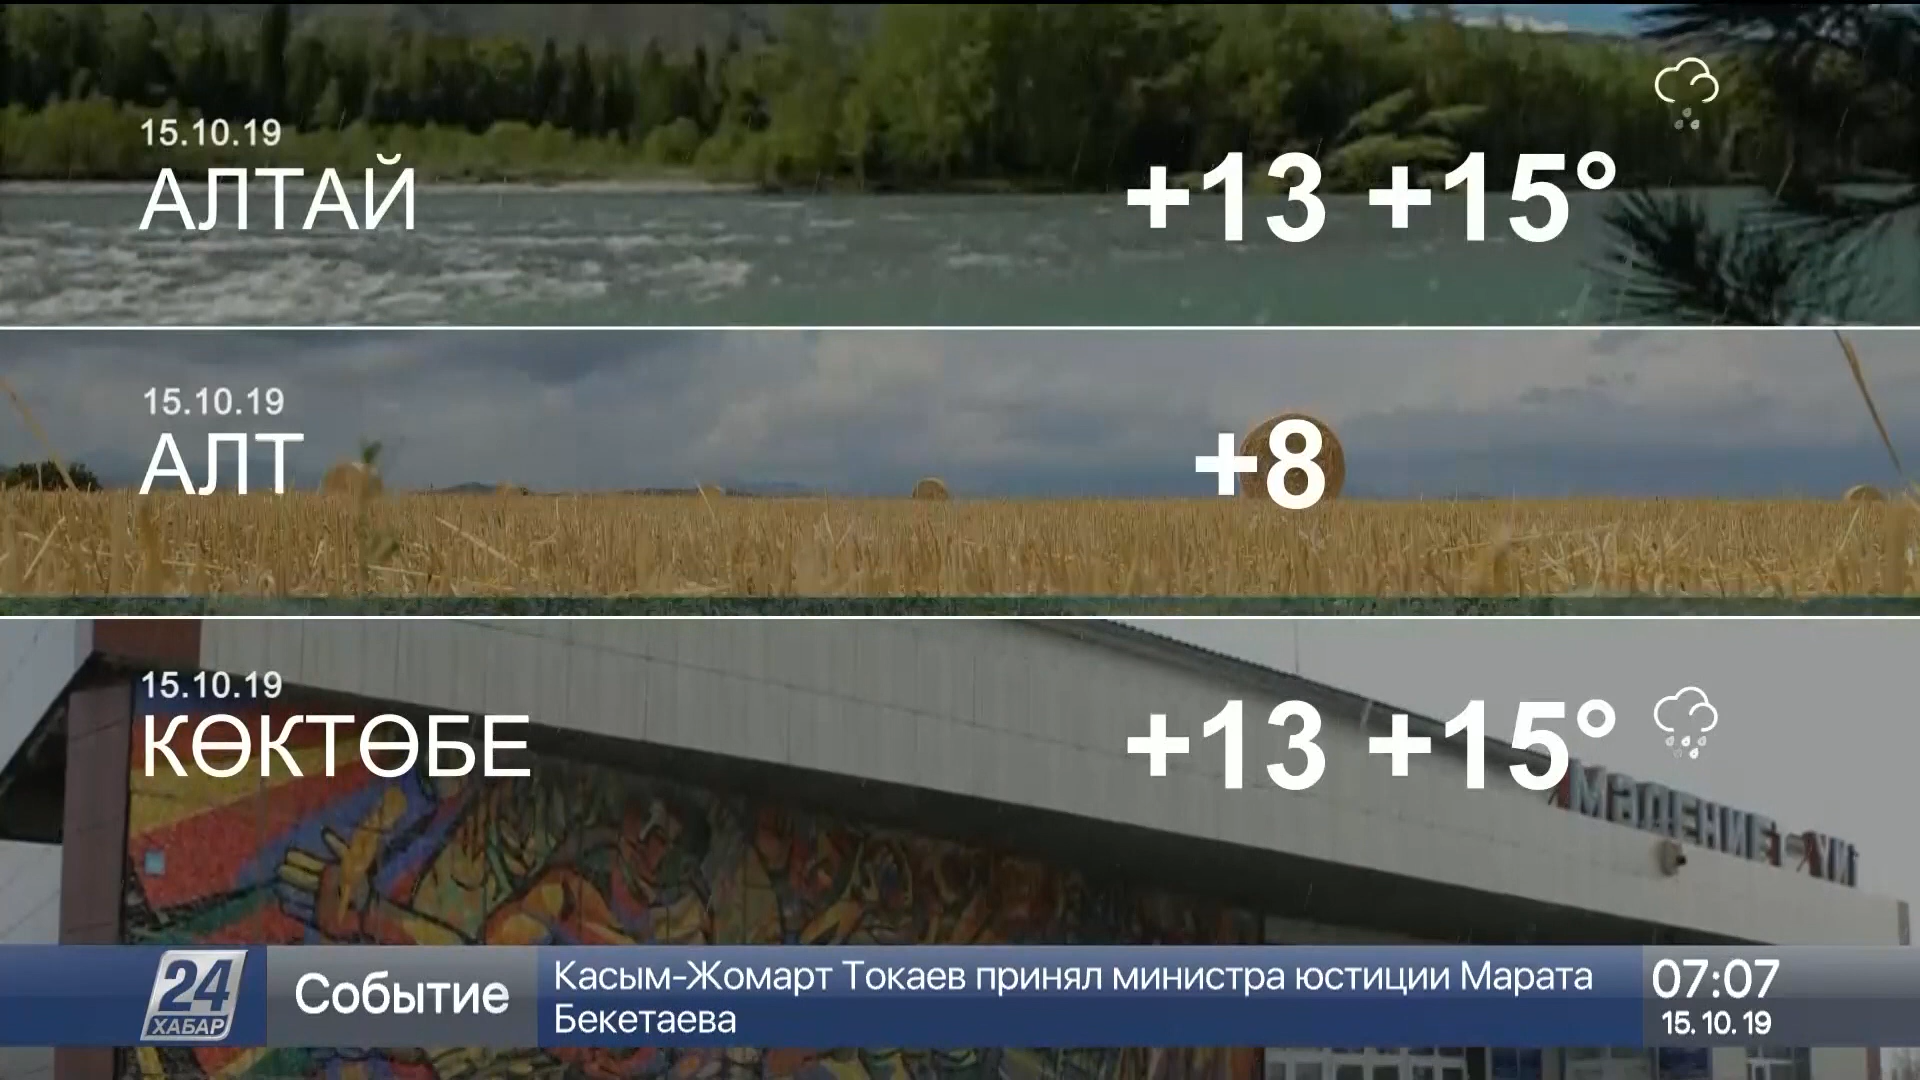 15.10.19
АЛТАЙ
+13 +15°
15.10.19
АЛТ
+8
15.10.19
КӨКТӨБЕ
+13 +15°
Мәдениет үйі
24
ХАБАР
Событие
Касым-Жомарт Токаев принял министра юстиции Марата
Бекетаева
07:07
15.10.19